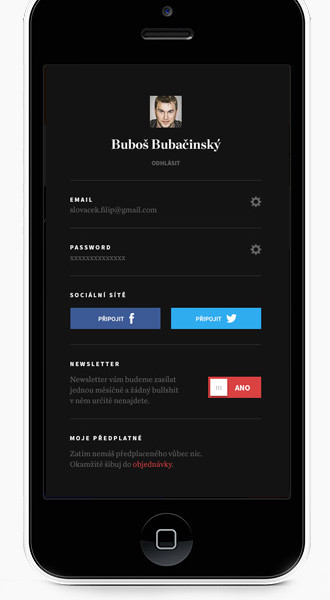 Buboš Bubačinský
ODHLÁSIT
EMAIL
slovacek.filip@gmail.com
PASSWORD
xxxxxxxxxxxxxx
SOCIÁLNÍ SÍTĚ
PŘIPOJIT
PŘIPOJIT
NEWSLETTER
Newsletter vám budeme zasílat
jednou měsíčně a žádný bullshit
v něm určitě nenajdete.
ANO
MOJE PŘEDPLATNÉ
Zatím nemáš předplaceného vůbec nic.
Okamžitě šibuj do objednávky.